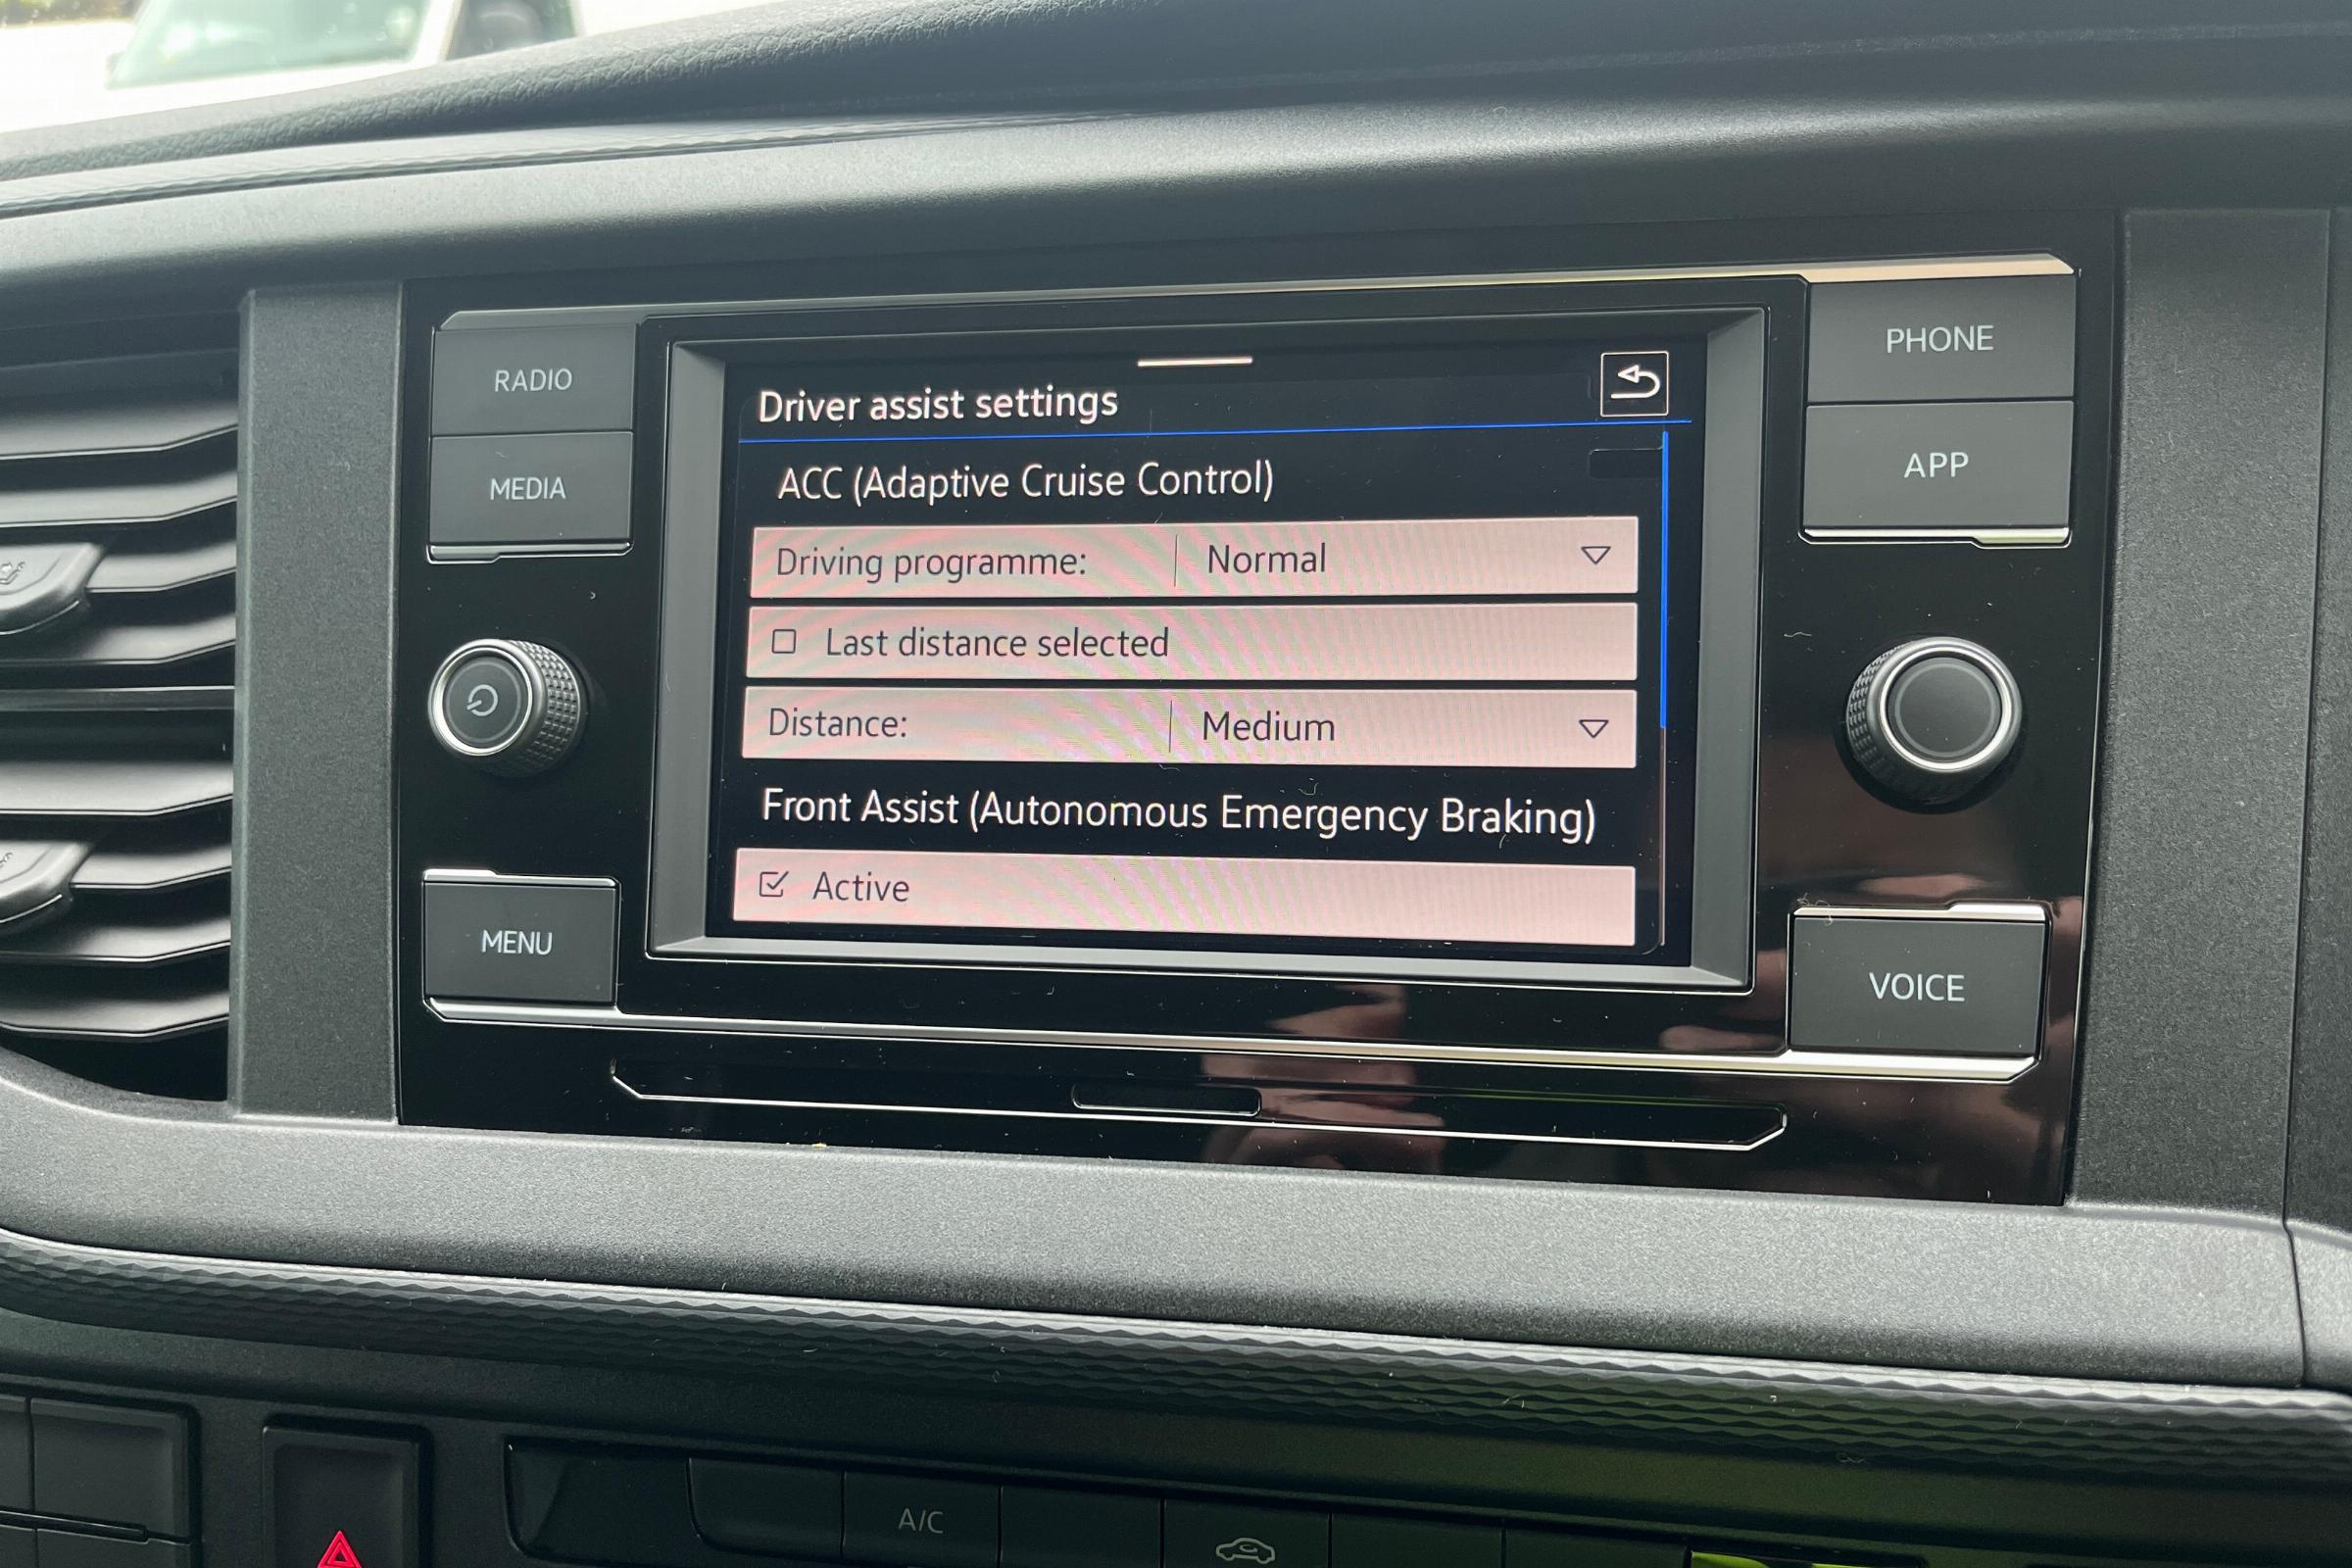 RADIO
MEDIA
MENU
Driver assist settings
ACC (Adaptive Cruise Control)
Driving programme: Normal
Last distance selected
Distance: Medium
Front Assist (Autonomous Emergency Braking)
Active
PHONE
APP
VOICE
A/C